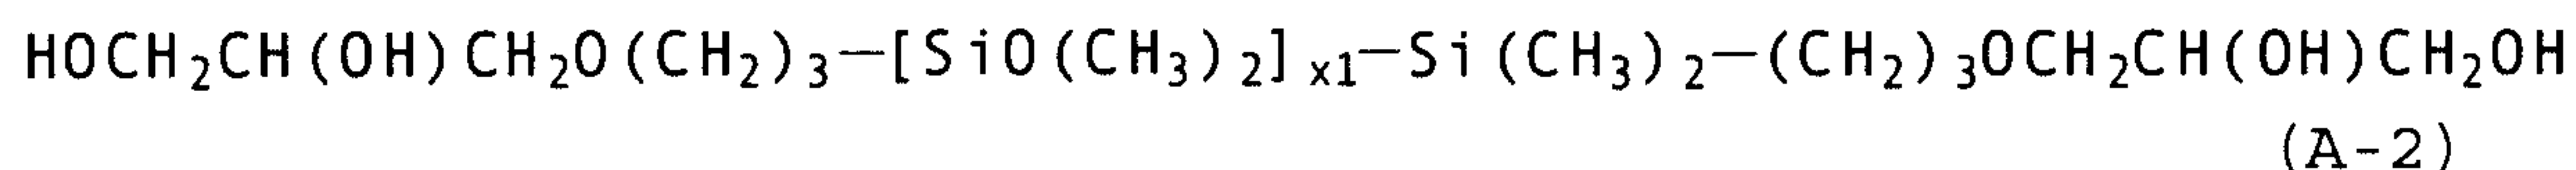 HOCH₂CH(OH)CH₂O(CH₂)₃—[SiO(CH₃)₂]ₓ₁—Si(CH₃)₂—(CH₂)₃OCH₂CH(OH)CH₂OH
(A-2)